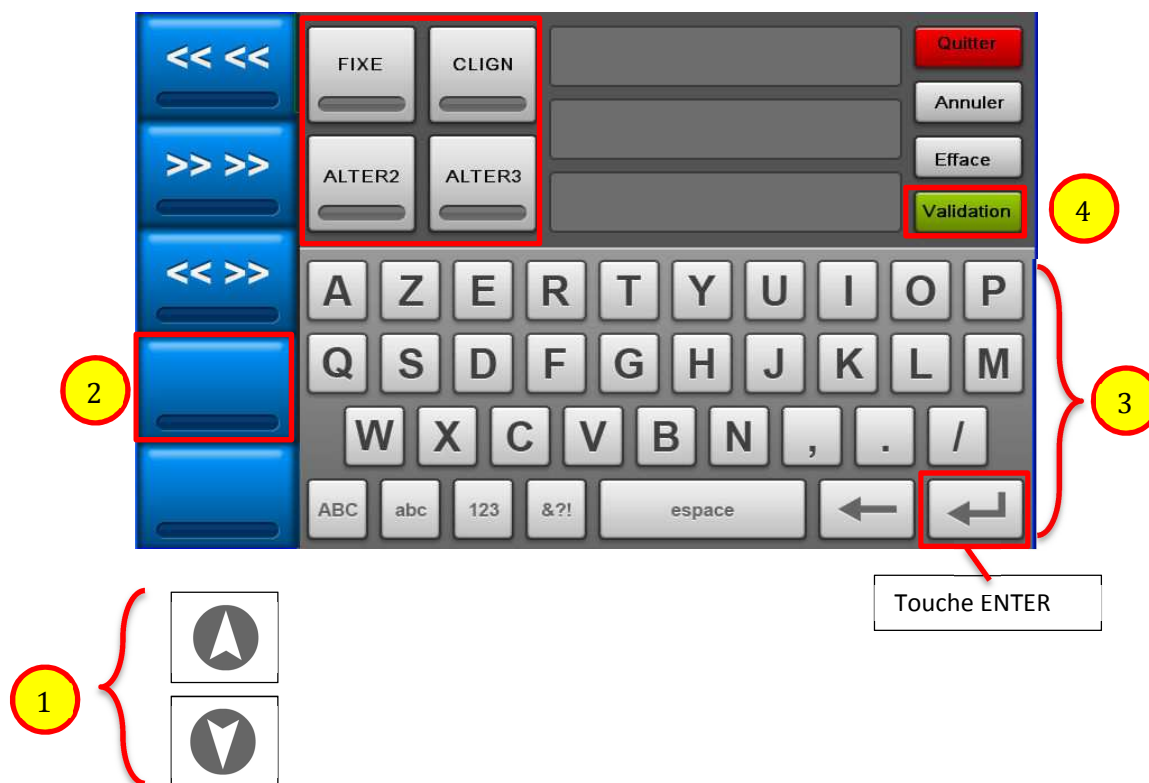 << <<
FIXE
CLIGN
Quitter
Annuler
>> >>
ALTER2
ALTER3
Efface
Validation
4
<< >>
A Z E R T Y U I O P
Q S D F G H J K L M
2
3
W X C V B N , . /
ABC abc 123 &?! espace
Touche ENTER
1